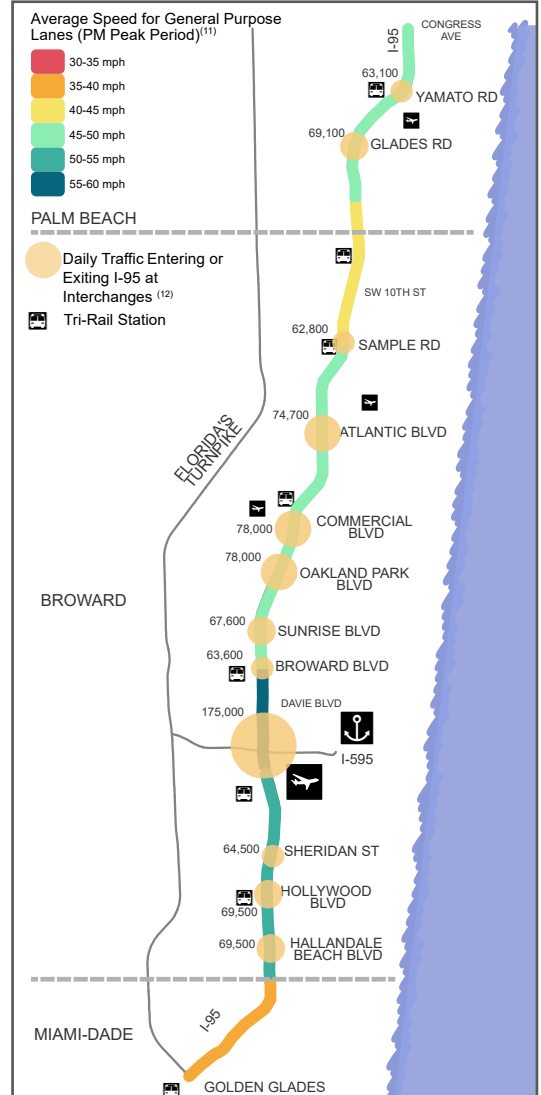 Average Speed for General Purpose
Lanes (PM Peak Period)(11)
30-35 mph
35-40 mph
40-45 mph
45-50 mph
50-55 mph
55-60 mph
I-95
CONGRESS
AVE
63,100
YAMATO RD
69,100
GLADES RD
PALM BEACH
Daily Traffic Entering or
Exiting I-95 at
Interchanges (12)
Tri-Rail Station
SW 10TH ST
62,800
SAMPLE RD
74,700
ATLANTIC BLVD
FLORIDA'S
TURNPIKE
78,000
COMMERCIAL
BLVD
78,000
OAKLAND PARK
BLVD
BROWARD
67,600
SUNRISE BLVD
63,600
BROWARD BLVD
DAVIE BLVD
175,000
I-595
64,500
SHERIDAN ST
HOLLYWOOD
BLVD
69,500
69,500
HALLANDALE
BEACH BLVD
MIAMI-DADE
I-95
GOLDEN GLADES